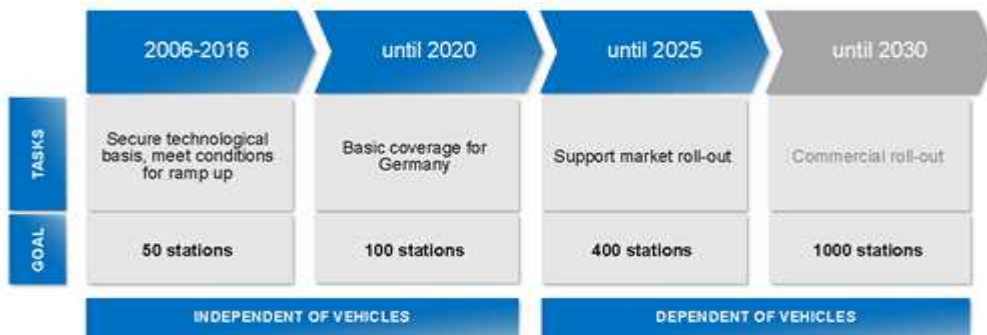 2006-2016
until 2020
until 2025
until 2030
TASKS
Secure technological
basis, meet conditions
for ramp up
Basic coverage for
Germany
Support market roll-out
Commercial roll-out
GOAL
50 stations
100 stations
400 stations
1000 stations
INDEPENDENT OF VEHICLES
DEPENDENT OF VEHICLES